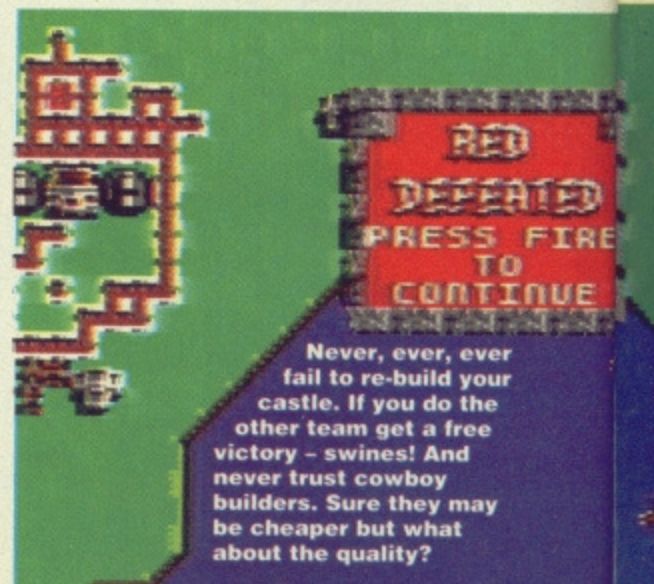 RED
DEFEATED
PRESS FIRE
TO
CONTINUE
Never, ever, ever
fail to re-build your
castle. If you do the
other team get a free
victory – swines! And
never trust cowboy
builders. Sure they may
be cheaper but what
about the quality?